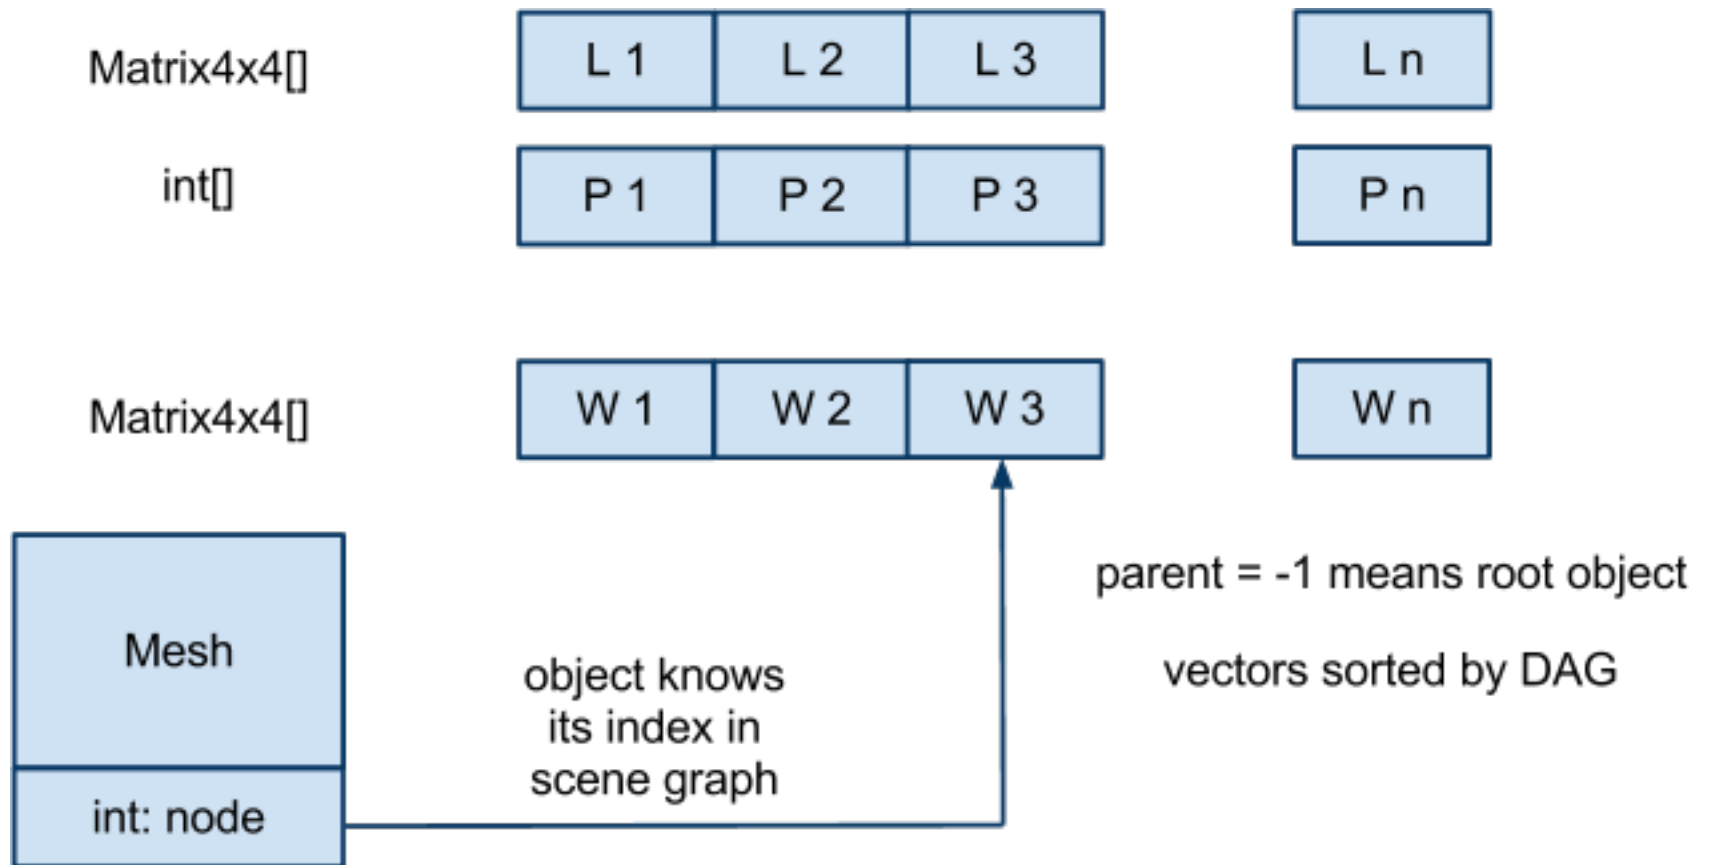 Matrix4x4[] L 1 L 2 L 3 L n
int[] P 1 P 2 P 3 P n
Matrix4x4[] W 1 W 2 W 3 W n
Mesh
int: node
object knows
its index in
scene graph
parent = -1 means root object
vectors sorted by DAG